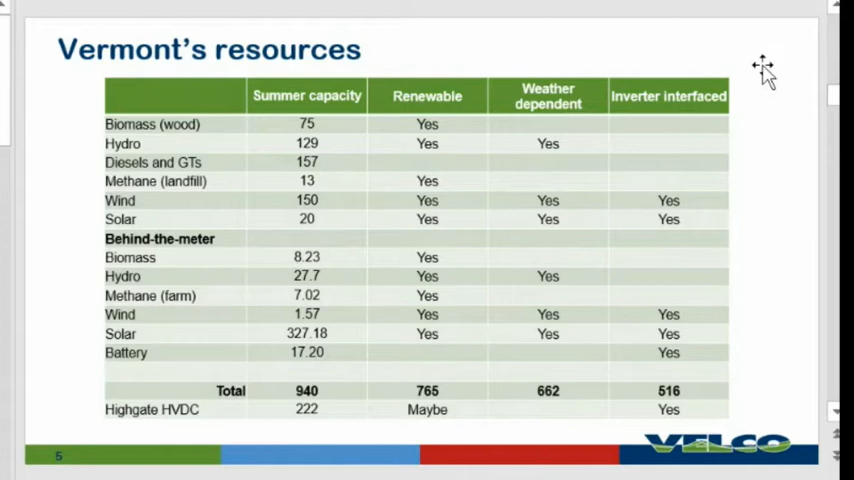 Vermont's resources
Summer capacity Renewable Weather dependent Inverter interfaced
Biomass (wood) 75 Yes
Hydro 129 Yes Yes
Diesels and GTs 157
Methane (landfill) 13 Yes
Wind 150 Yes Yes Yes
Solar 20 Yes Yes Yes
Behind-the-meter
Biomass 8.23 Yes
Hydro 27.7 Yes Yes
Methane (farm) 7.02 Yes
Wind 1.57 Yes Yes Yes
Solar 327.18 Yes Yes Yes
Battery 17.20 Yes
Total 940 765 662 516
Highgate HVDC 222 Maybe Yes
VELCO
5